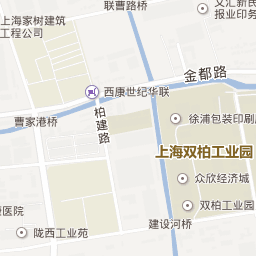 联曹路桥
文汇新民
报业印务
上海家树建筑
工程公司
金都路
西康世纪华联
曹家港桥
柏建路
徐浦包装印刷
上海双柏工业园
众欣经济城
双柏工业园
医院
陇西工业苑
建设河桥